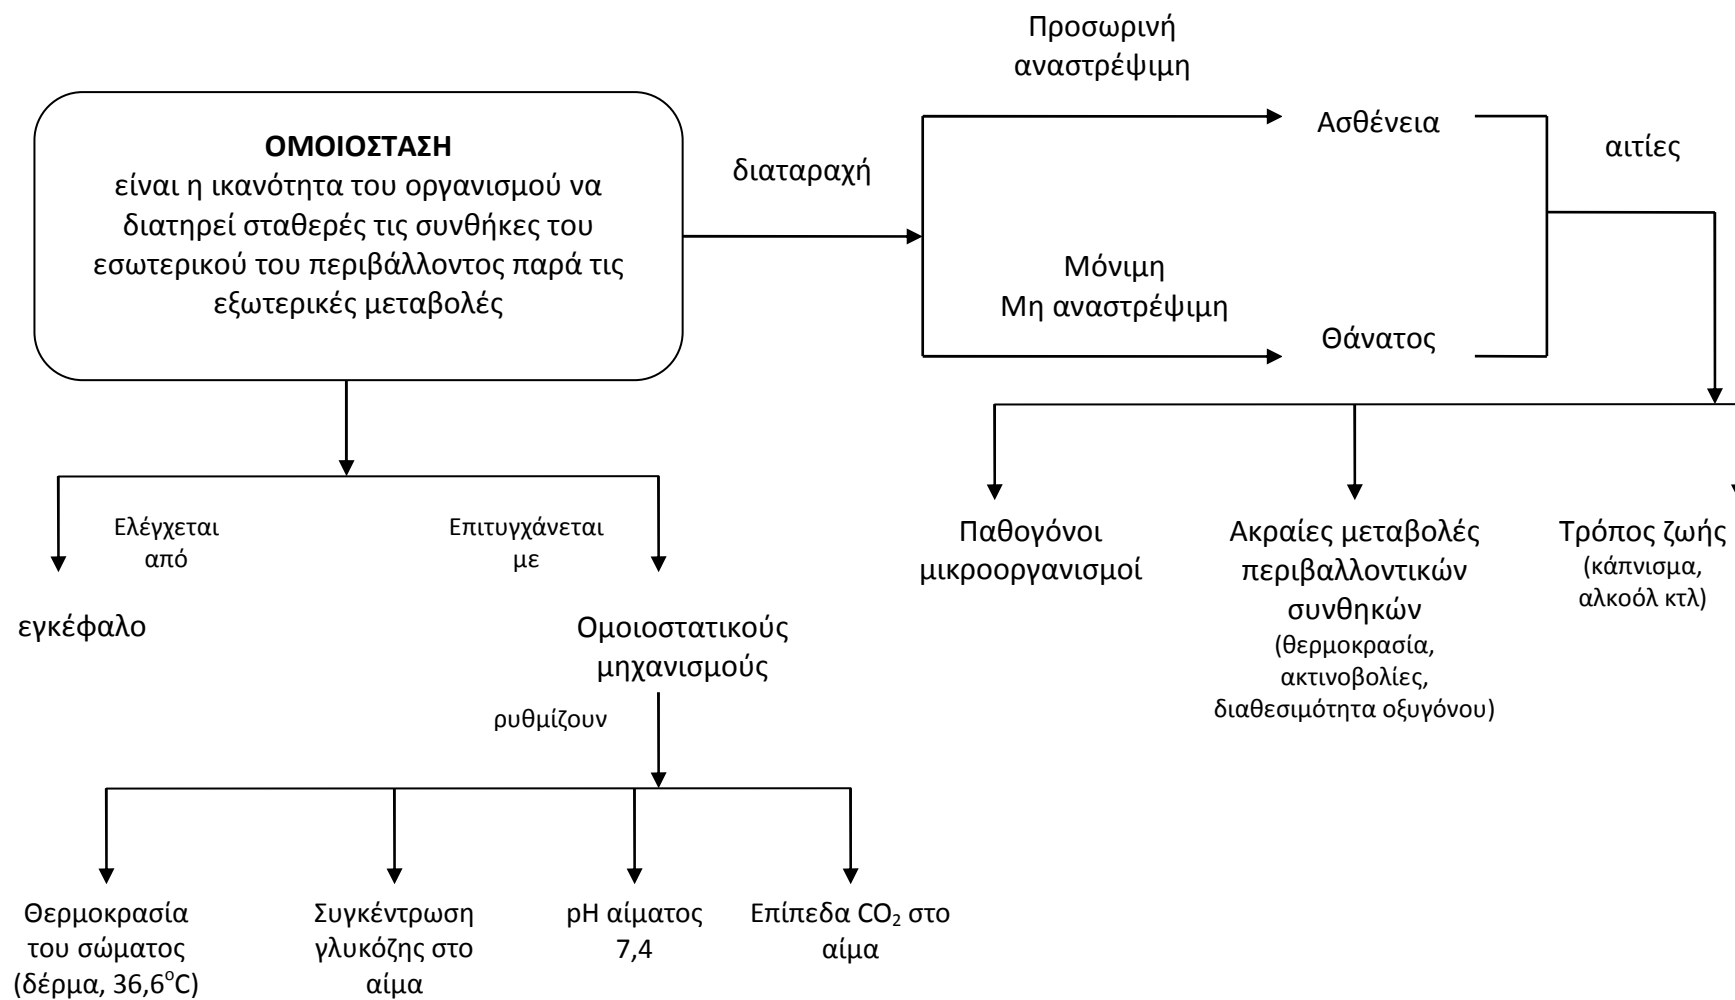 Προσωρινή
αναστρέψιμη
ΟΜΟΙΟΣΤΑΣΗ
είναι η ικανότητα του οργανισμού να
διατηρεί σταθερές τις συνθήκες του
εσωτερικού του περιβάλλοντος παρά τις
εξωτερικές μεταβολές
διαταραχή
Ασθένεια
αιτίες
Μόνιμη
Μη αναστρέψιμη
Θάνατος
Ελέγχεται
από
Επιτυγχάνεται
με
εγκέφαλο
Ομοιοστατικούς
μηχανισμούς
Παθογόνοι
μικροοργανισμοί
Ακραίες μεταβολές
περιβαλλοντικών
συνθηκών
(θερμοκρασία,
ακτινοβολίες,
διαθεσιμότητα οξυγόνου)
Τρόπος ζωής
(κάπνισμα,
αλκοόλ κτλ)
ρυθμίζουν
Θερμοκρασία
του σώματος
(δέρμα, 36,6°C)
Συγκέντρωση
γλυκόζης στο
αίμα
pH αίματος
7,4
Επίπεδα CO₂ στο
αίμα